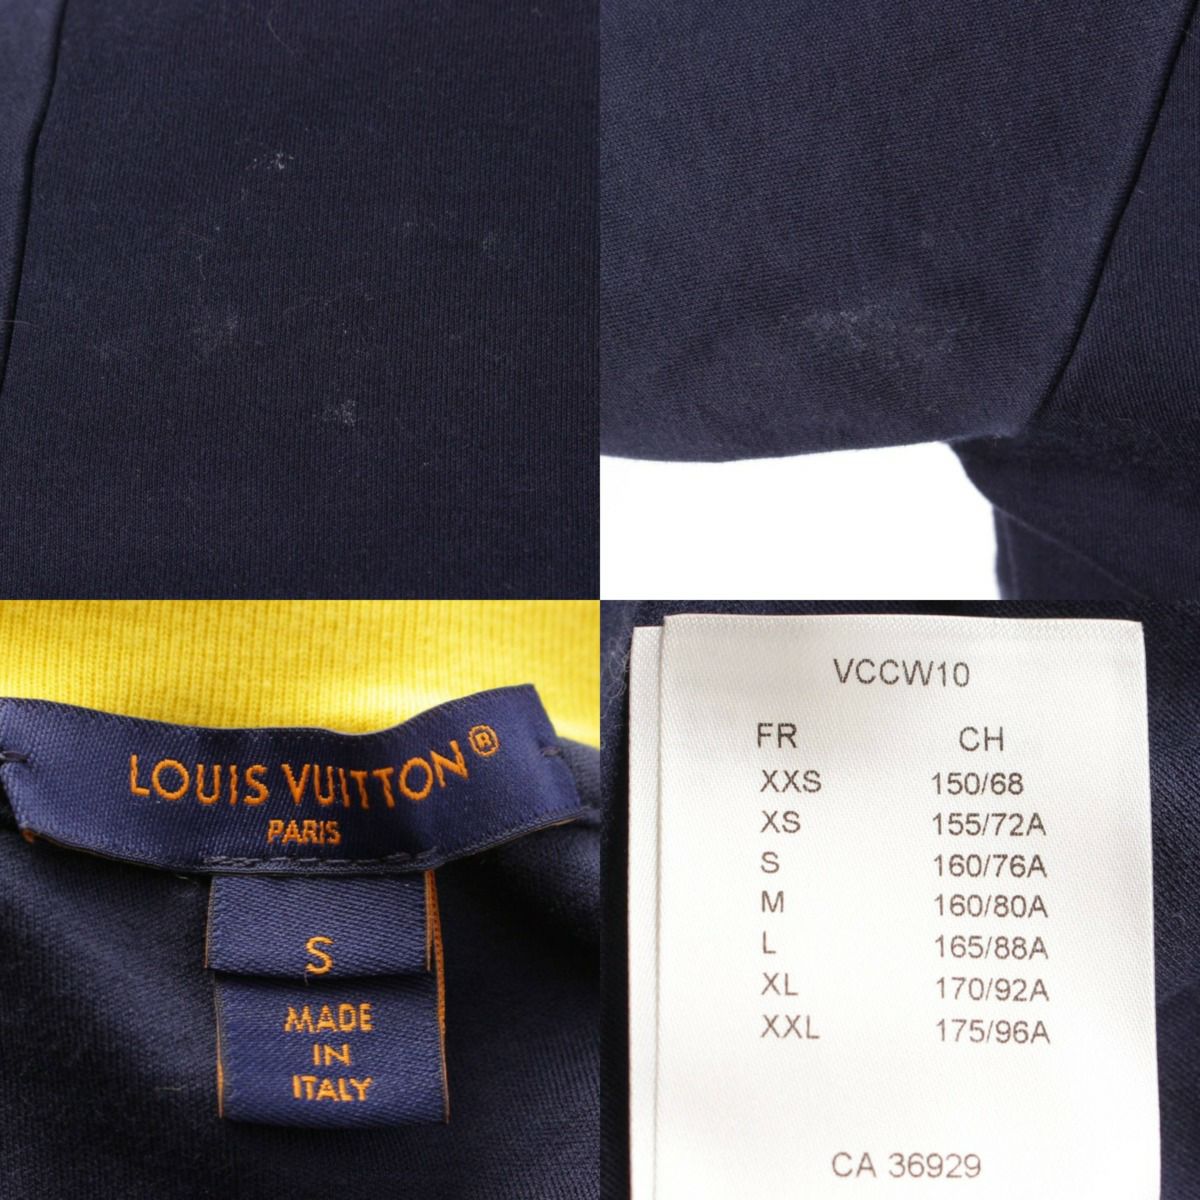 LOUIS VUITTON®
PARIS
S
MADE
IN
ITALY
VCCW10
FR CH
XXS 150/68
XS 155/72A
S 160/76A
M 160/80A
L 165/88A
XL 170/92A
XXL 175/96A
CA 36929